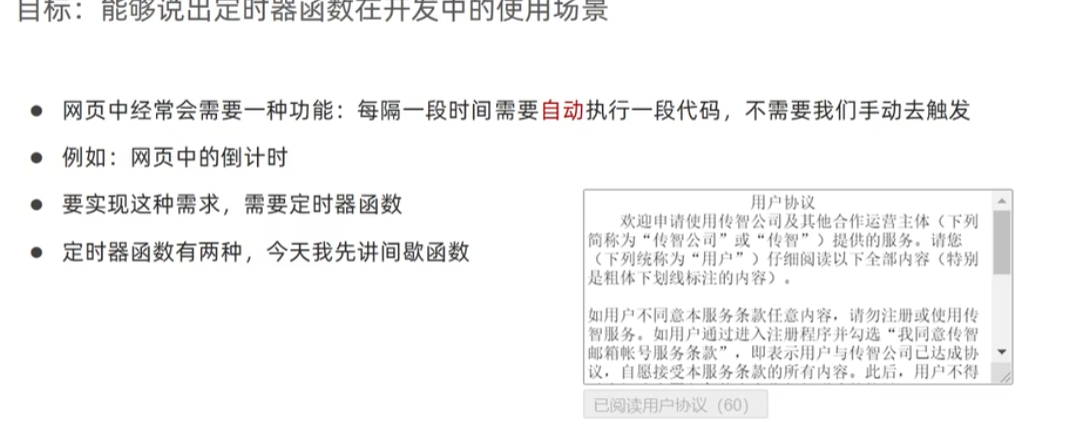 目标：能够说出定时器函数在开发中的使用场景
● 网页中经常会需要一种功能：每隔一段时间需要自动执行一段代码，不需要我们手动去触发
● 例如：网页中的倒计时
● 要实现这种需求，需要定时器函数
● 定时器函数有两种，今天我先讲间歇函数
用户协议
欢迎申请使用传智公司及其他合作运营主体（下列
简称为“传智公司”或“传智”）提供的服务。请您
（下列统称为“用户”）仔细阅读以下全部内容（特别
是粗体下划线标注的内容）。
如用户不同意本服务条款任意内容，请勿注册或使用传
智服务。如用户通过进入注册程序并勾选“我同意传智
邮箱帐号服务条款”，即表示用户与传智公司已达成协
议，自愿接受本服务条款的所有内容。此后，用户不得
已阅读用户协议（60）